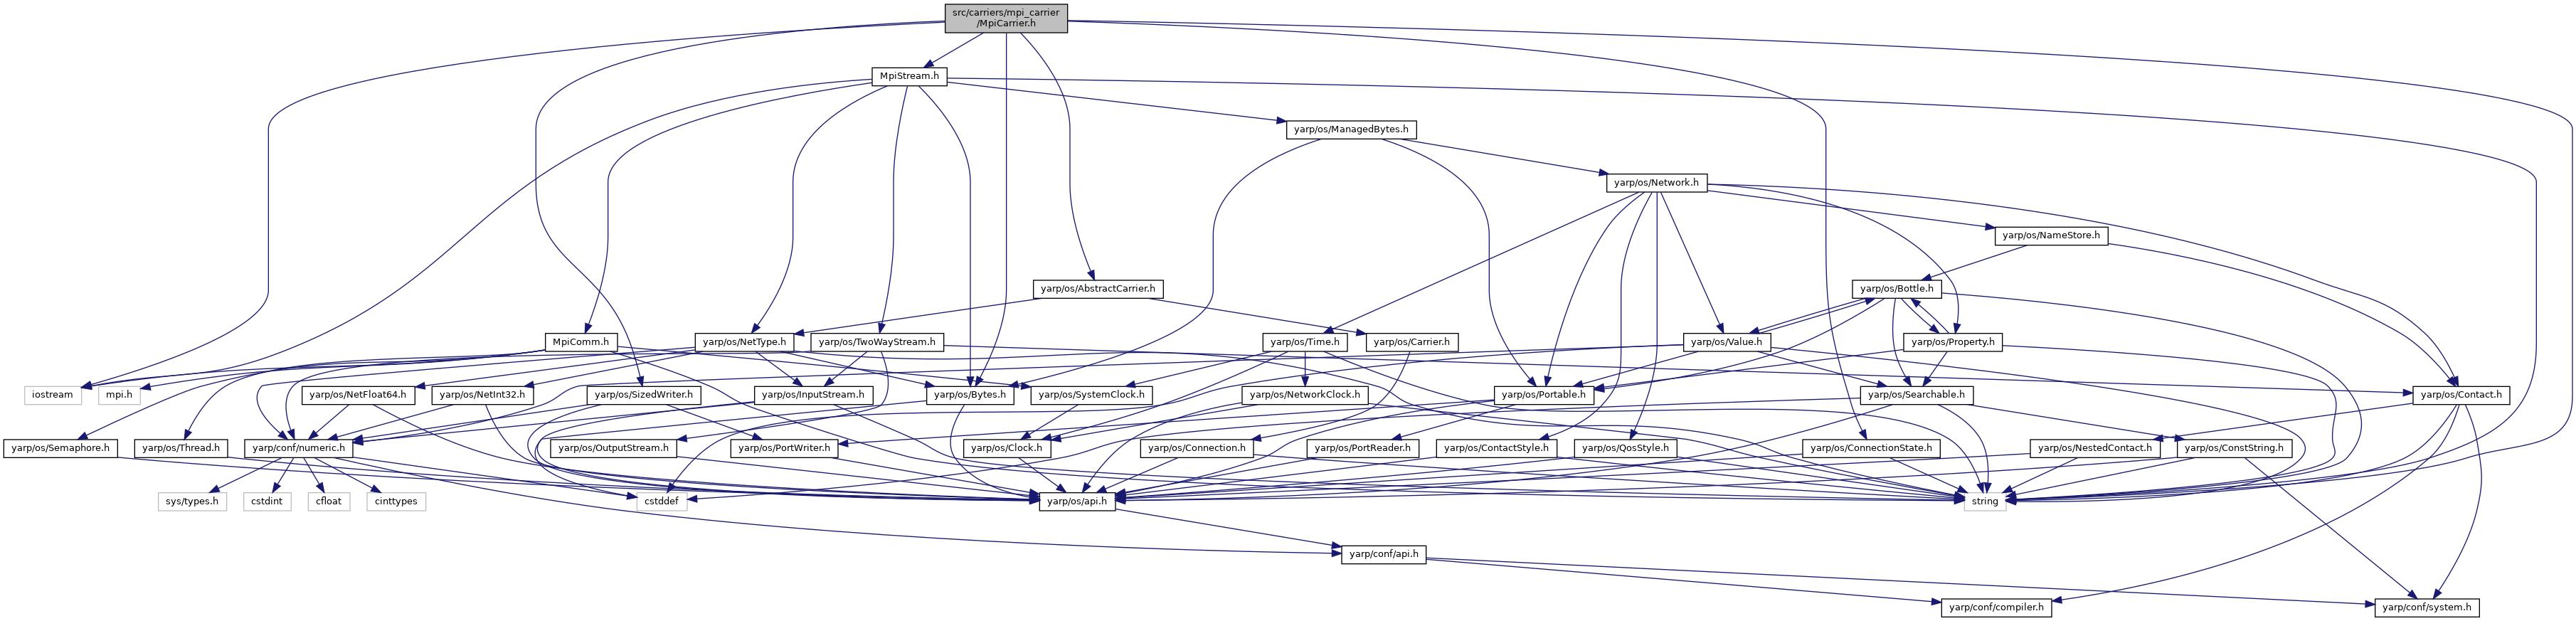 src/carriers/mpi_carrier
/MpiCarrier.h
MpiStream.h
yarp/os/ManagedBytes.h
yarp/os/Network.h
yarp/os/NameStore.h
yarp/os/AbstractCarrier.h
yarp/os/Bottle.h
MpiComm.h
yarp/os/NetType.h
yarp/os/TwoWayStream.h
yarp/os/Time.h
yarp/os/Carrier.h
yarp/os/Value.h
yarp/os/Property.h
iostream
mpi.h
yarp/os/NetFloat64.h
yarp/os/NetInt32.h
yarp/os/SizedWriter.h
yarp/os/InputStream.h
yarp/os/Bytes.h
yarp/os/SystemClock.h
yarp/os/NetworkClock.h
yarp/os/Portable.h
yarp/os/Searchable.h
yarp/os/Contact.h
yarp/os/Semaphore.h
yarp/os/Thread.h
yarp/conf/numeric.h
yarp/os/OutputStream.h
yarp/os/PortWriter.h
yarp/os/Clock.h
yarp/os/Connection.h
yarp/os/PortReader.h
yarp/os/ContactStyle.h
yarp/os/QosStyle.h
yarp/os/ConnectionState.h
yarp/os/NestedContact.h
yarp/os/ConstString.h
sys/types.h
cstdint
cfloat
cinttypes
cstddef
yarp/os/api.h
string
yarp/conf/api.h
yarp/conf/compiler.h
yarp/conf/system.h